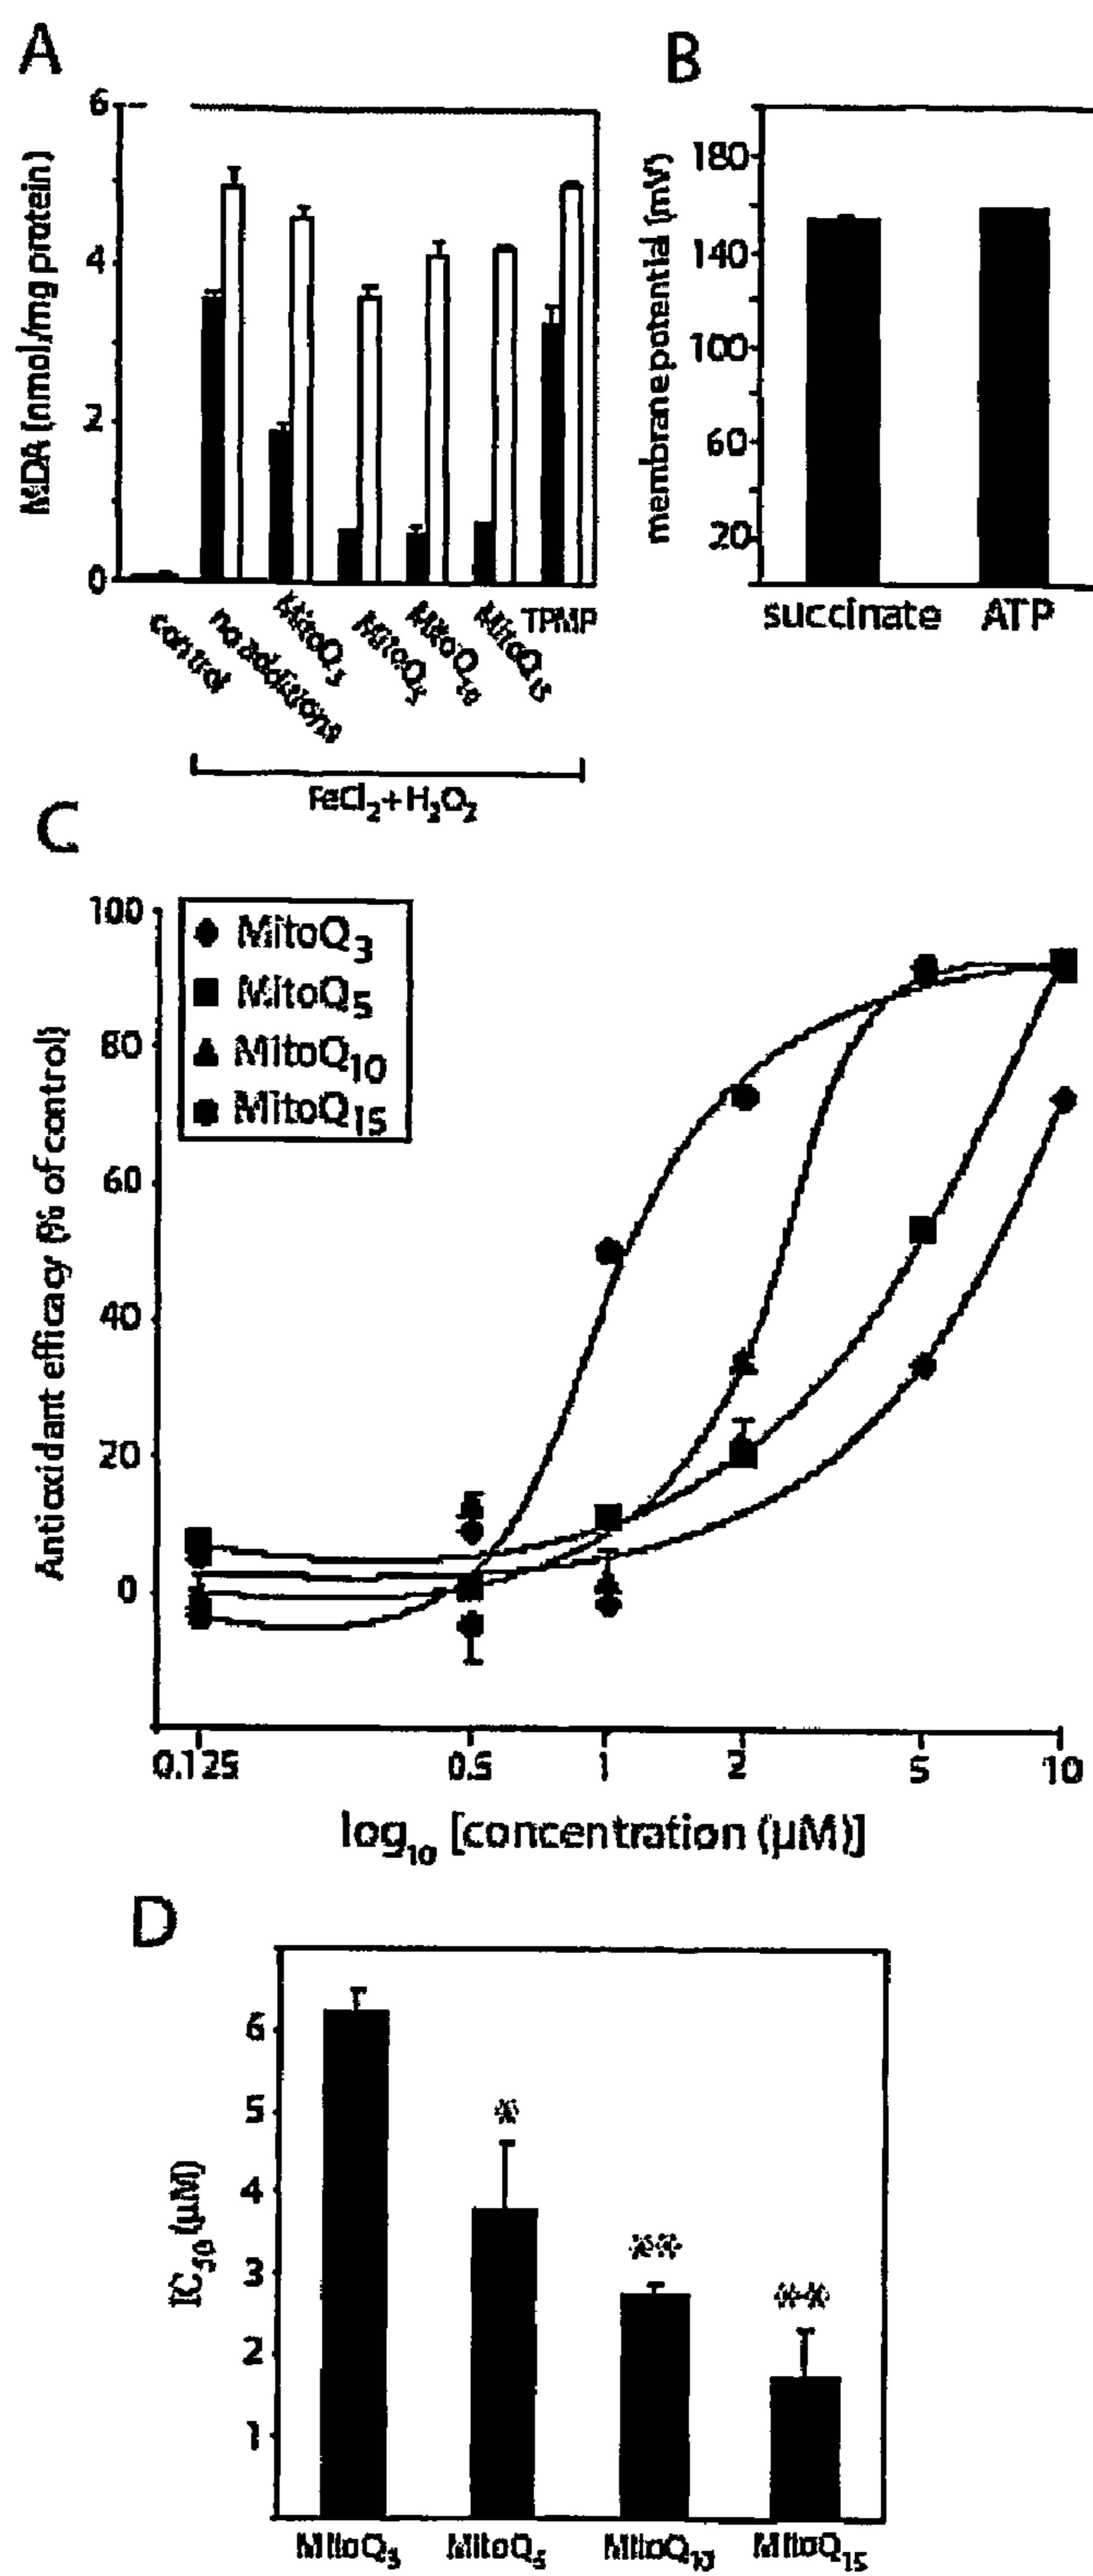 A
6
4
2
0
MDA (nmol/mg protein)
control
no additions
MitoQ3
MitoQ5
MitoQ10
MitoQ15
TPMP
FeCl2+H2O2
B
180
140
100
60
20
membrane potential (mV)
succinate
ATP
C
100
80
60
40
20
0
Antioxidant efficacy (% of control)
MitoQ3
MitoQ5
MitoQ10
MitoQ15
0.125
0.5
1
2
5
10
log10 [concentration (µM)]
D
6
5
4
3
2
1
IC50 (µM)
*
**
**
MitoQ3
MitoQ5
MitoQ10
MitoQ15